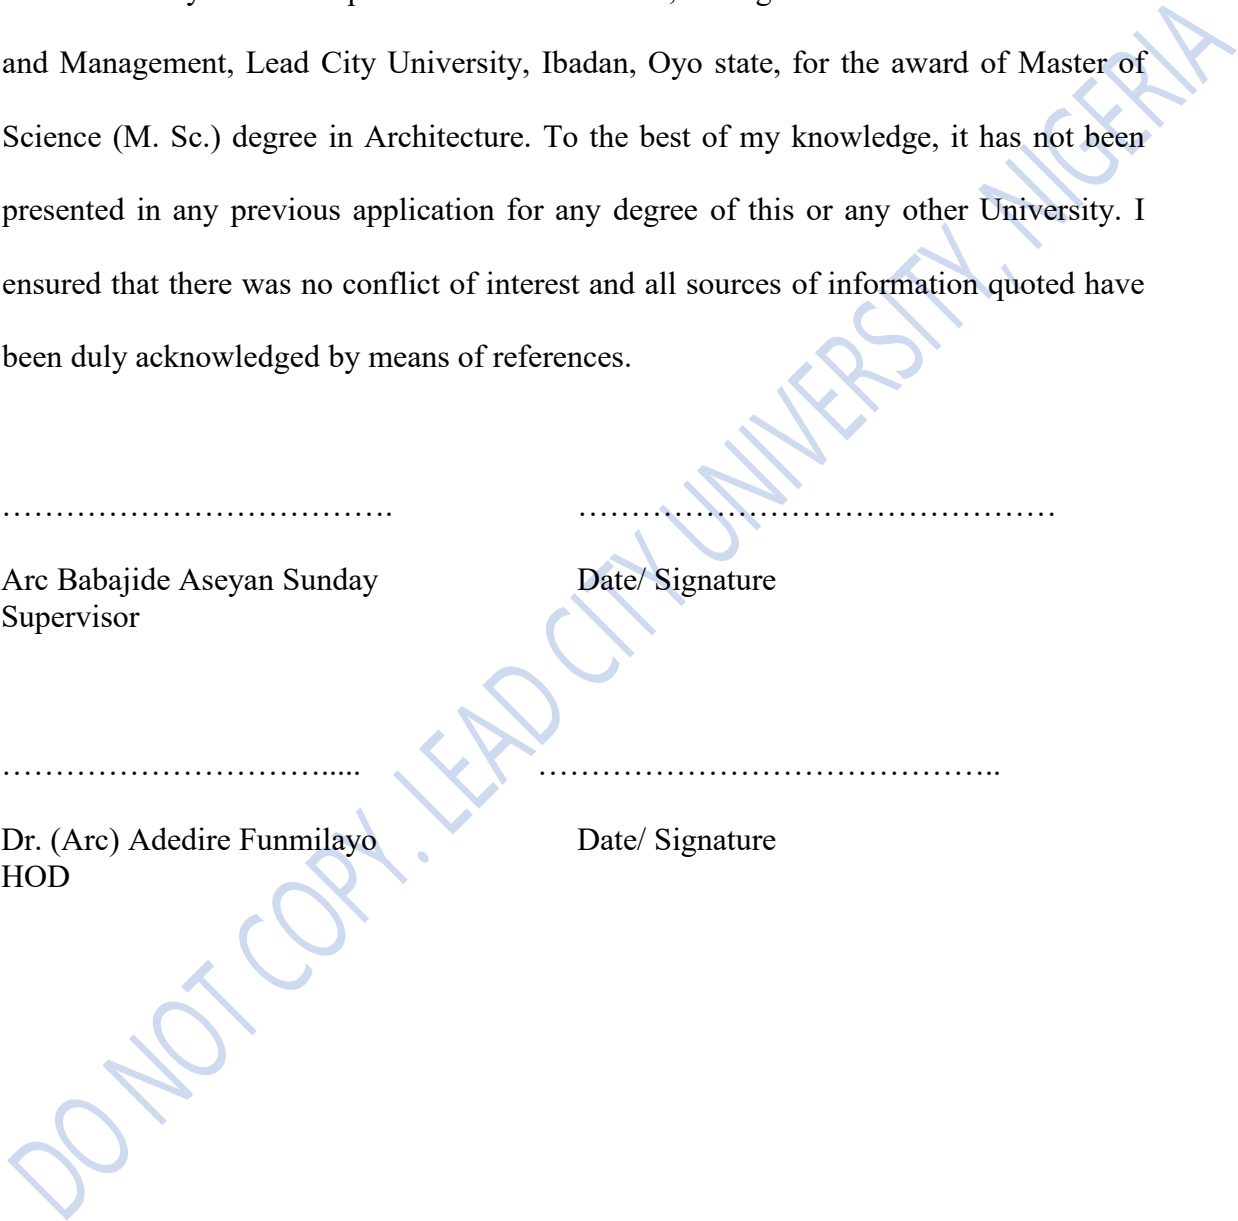 and Management, Lead City University, Ibadan, Oyo state, for the award of Master of
Science (M. Sc.) degree in Architecture. To the best of my knowledge, it has not been
presented in any previous application for any degree of this or any other University. I
ensured that there was no conflict of interest and all sources of information quoted have
been duly acknowledged by means of references.
………………………………. ………………………………………
Arc Babajide Aseyan Sunday Date/ Signature
Supervisor
…………………………..... ……………………………………..
Dr. (Arc) Adedire Funmilayo Date/ Signature
HOD
DO NOT COPY. LEAD CITY UNIVERSITY, NIGERIA